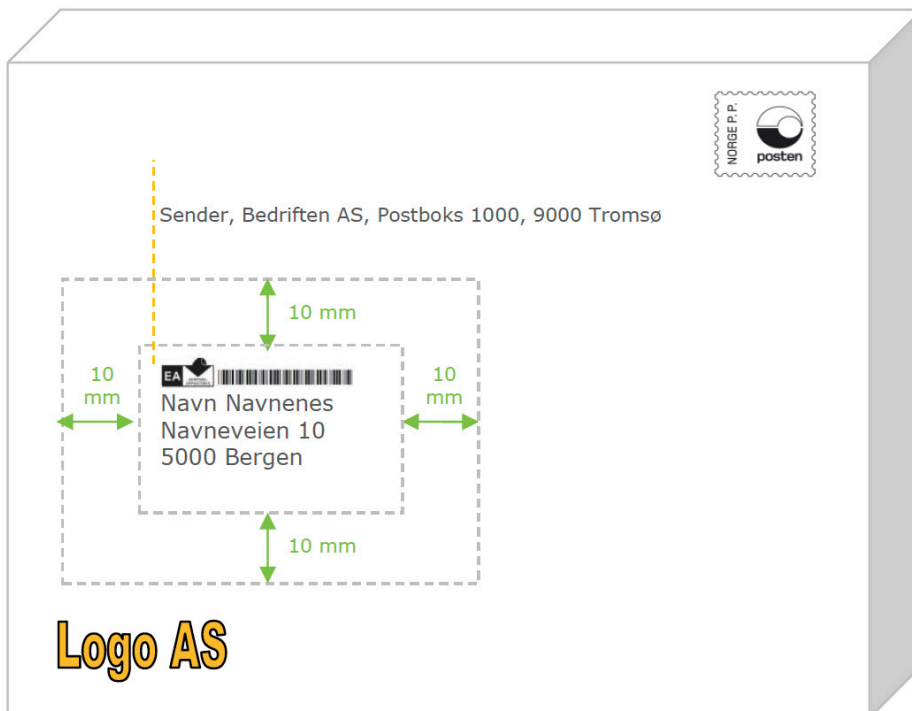 NORGE P. P.
posten
Sender, Bedriften AS, Postboks 1000, 9000 Tromsø
10 mm
10
mm
10
mm
EA
Navn Navnenes
Navneveien 10
5000 Bergen
10 mm
Logo AS